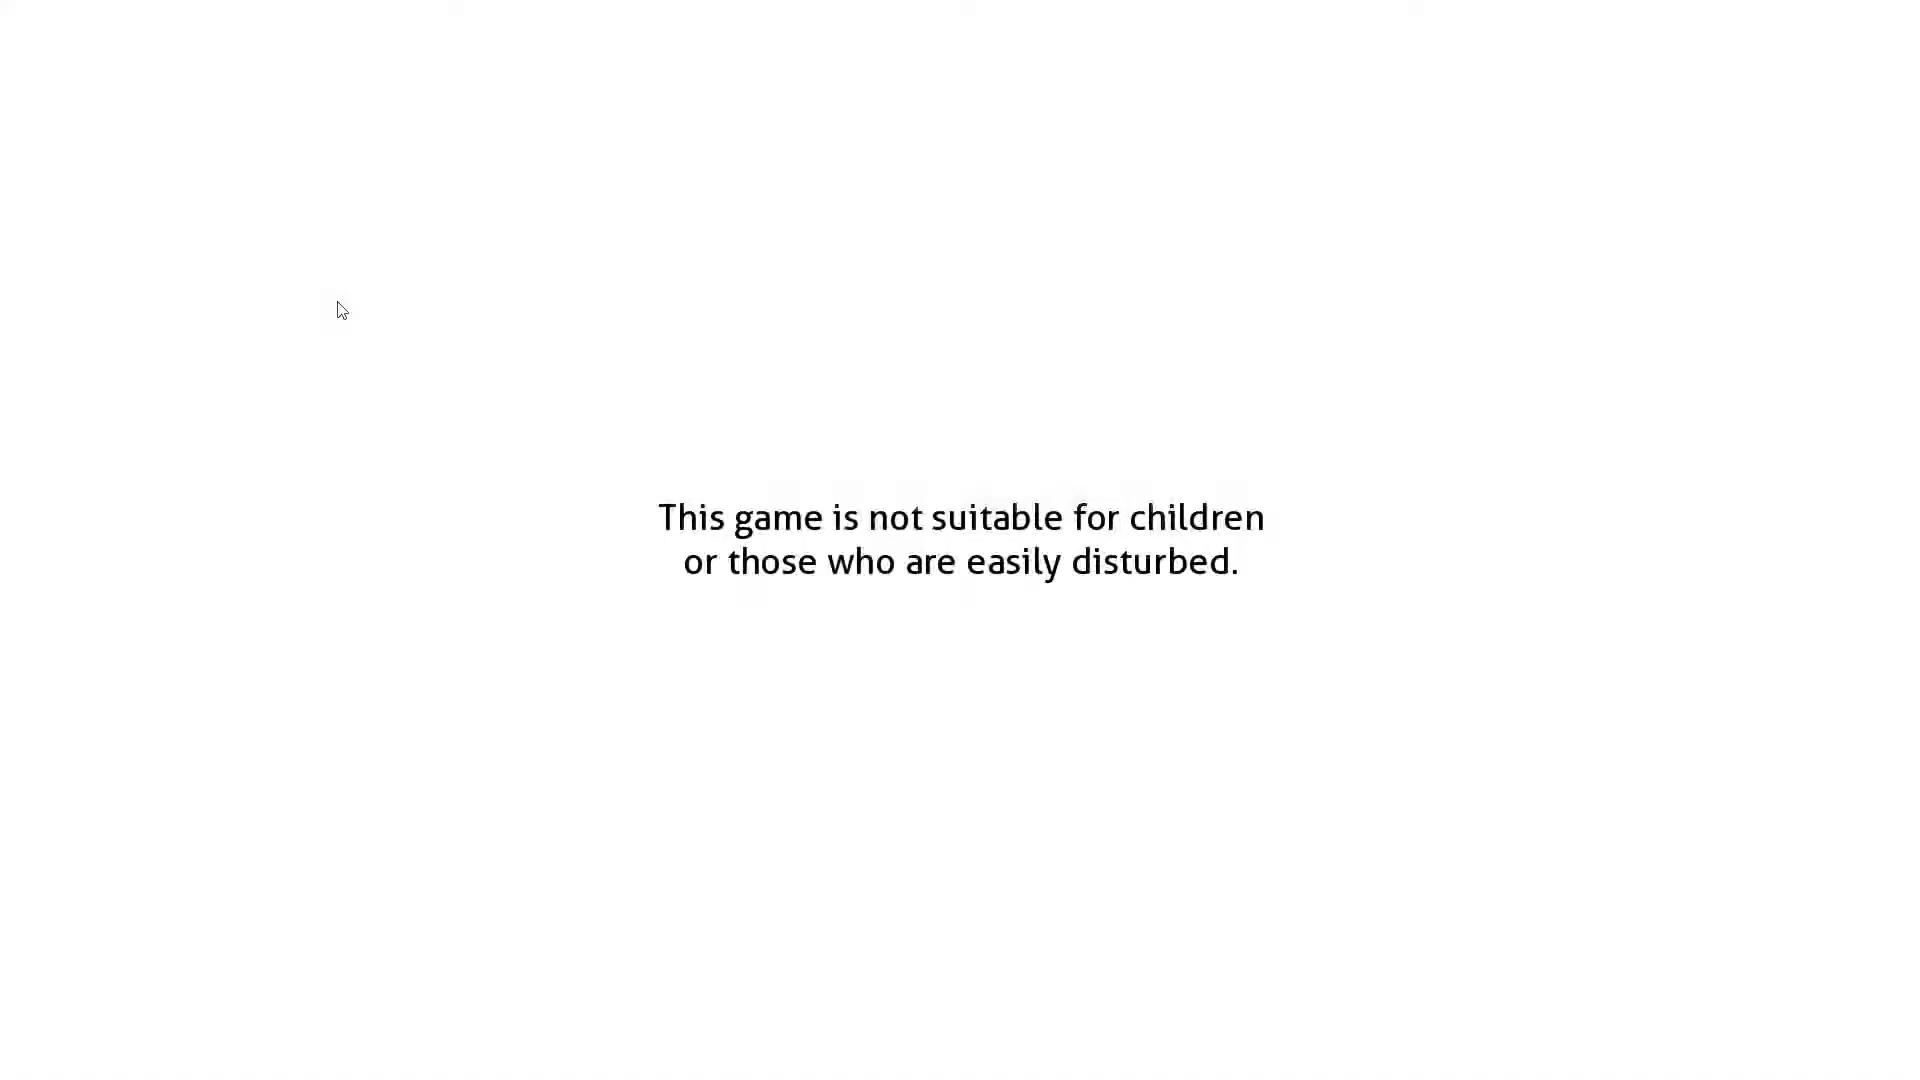 This game is not suitable for children
or those who are easily disturbed.